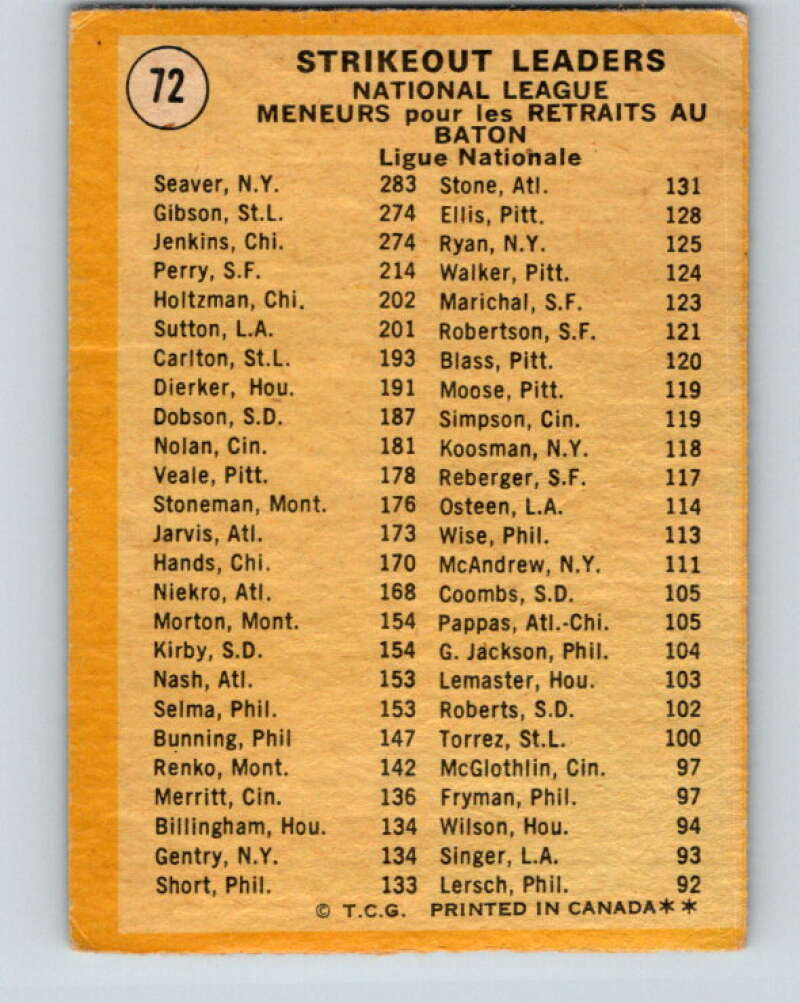 72
STRIKEOUT LEADERS
NATIONAL LEAGUE
MENEURS pour les RETRAITS AU
BATON
Ligue Nationale
Seaver, N.Y. 283 Stone, Atl. 131
Gibson, St.L. 274 Ellis, Pitt. 128
Jenkins, Chi. 274 Ryan, N.Y. 125
Perry, S.F. 214 Walker, Pitt. 124
Holtzman, Chi. 202 Marichal, S.F. 123
Sutton, L.A. 201 Robertson, S.F. 121
Carlton, St.L. 193 Blass, Pitt. 120
Dierker, Hou. 191 Moose, Pitt. 119
Dobson, S.D. 187 Simpson, Cin. 119
Nolan, Cin. 181 Koosman, N.Y. 118
Veale, Pitt. 178 Reberger, S.F. 117
Stoneman, Mont. 176 Osteen, L.A. 114
Jarvis, Atl. 173 Wise, Phil. 113
Hands, Chi. 170 McAndrew, N.Y. 111
Niekro, Atl. 168 Coombs, S.D. 105
Morton, Mont. 154 Pappas, Atl.-Chi. 105
Kirby, S.D. 154 G. Jackson, Phil. 104
Nash, Atl. 153 Lemaster, Hou. 103
Selma, Phil. 153 Roberts, S.D. 102
Bunning, Phil 147 Torrez, St.L. 100
Renko, Mont. 142 McGlothlin, Cin. 97
Merritt, Cin. 136 Fryman, Phil. 97
Billingham, Hou. 134 Wilson, Hou. 94
Gentry, N.Y. 134 Singer, L.A. 93
Short, Phil. 133 Lersch, Phil. 92
© T.C.G. PRINTED IN CANADA**